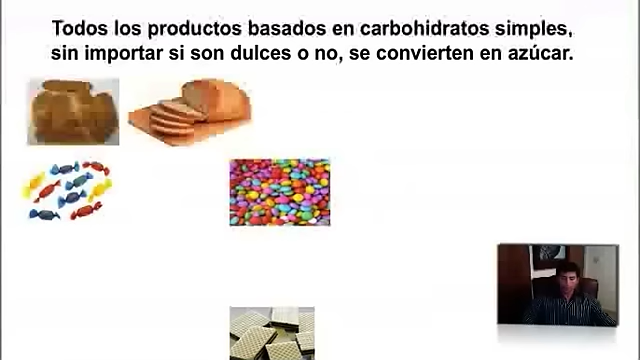 Todos los productos basados en carbohidratos simples,
sin importar si son dulces o no, se convierten en azúcar.